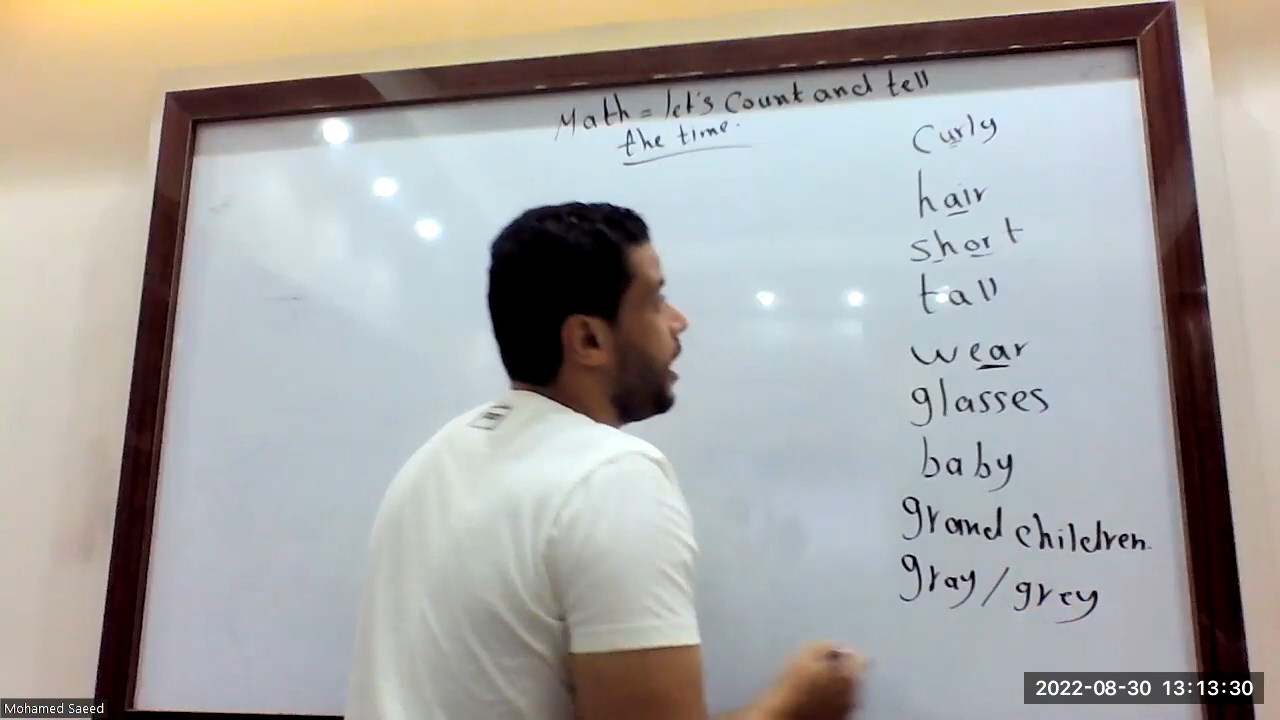 Math = let's Count and tell
the time.
Curly
hair
short
tall
wear
glasses
baby
grand children.
gray / grey
2022-08-30 13:13:30
Mohamed Saeed